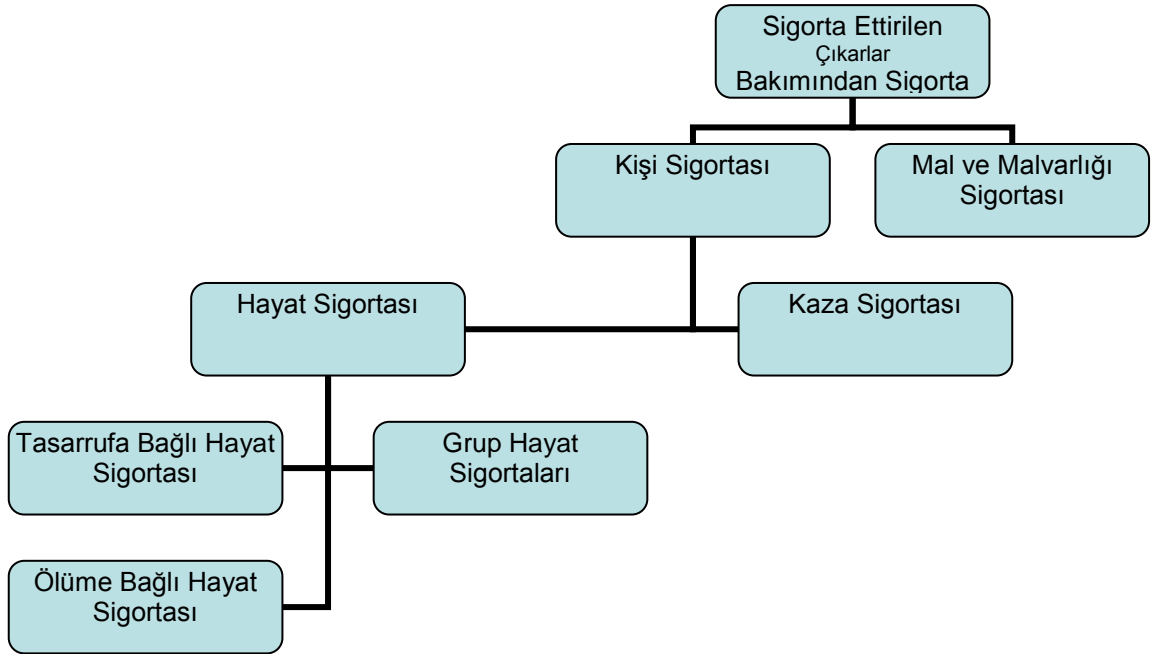 Sigorta Ettirilen
Çıkarlar
Bakımından Sigorta
Kişi Sigortası
Mal ve Malvarlığı
Sigortası
Hayat Sigortası
Kaza Sigortası
Tasarrufa Bağlı Hayat
Sigortası
Grup Hayat
Sigortaları
Ölüme Bağlı Hayat
Sigortası